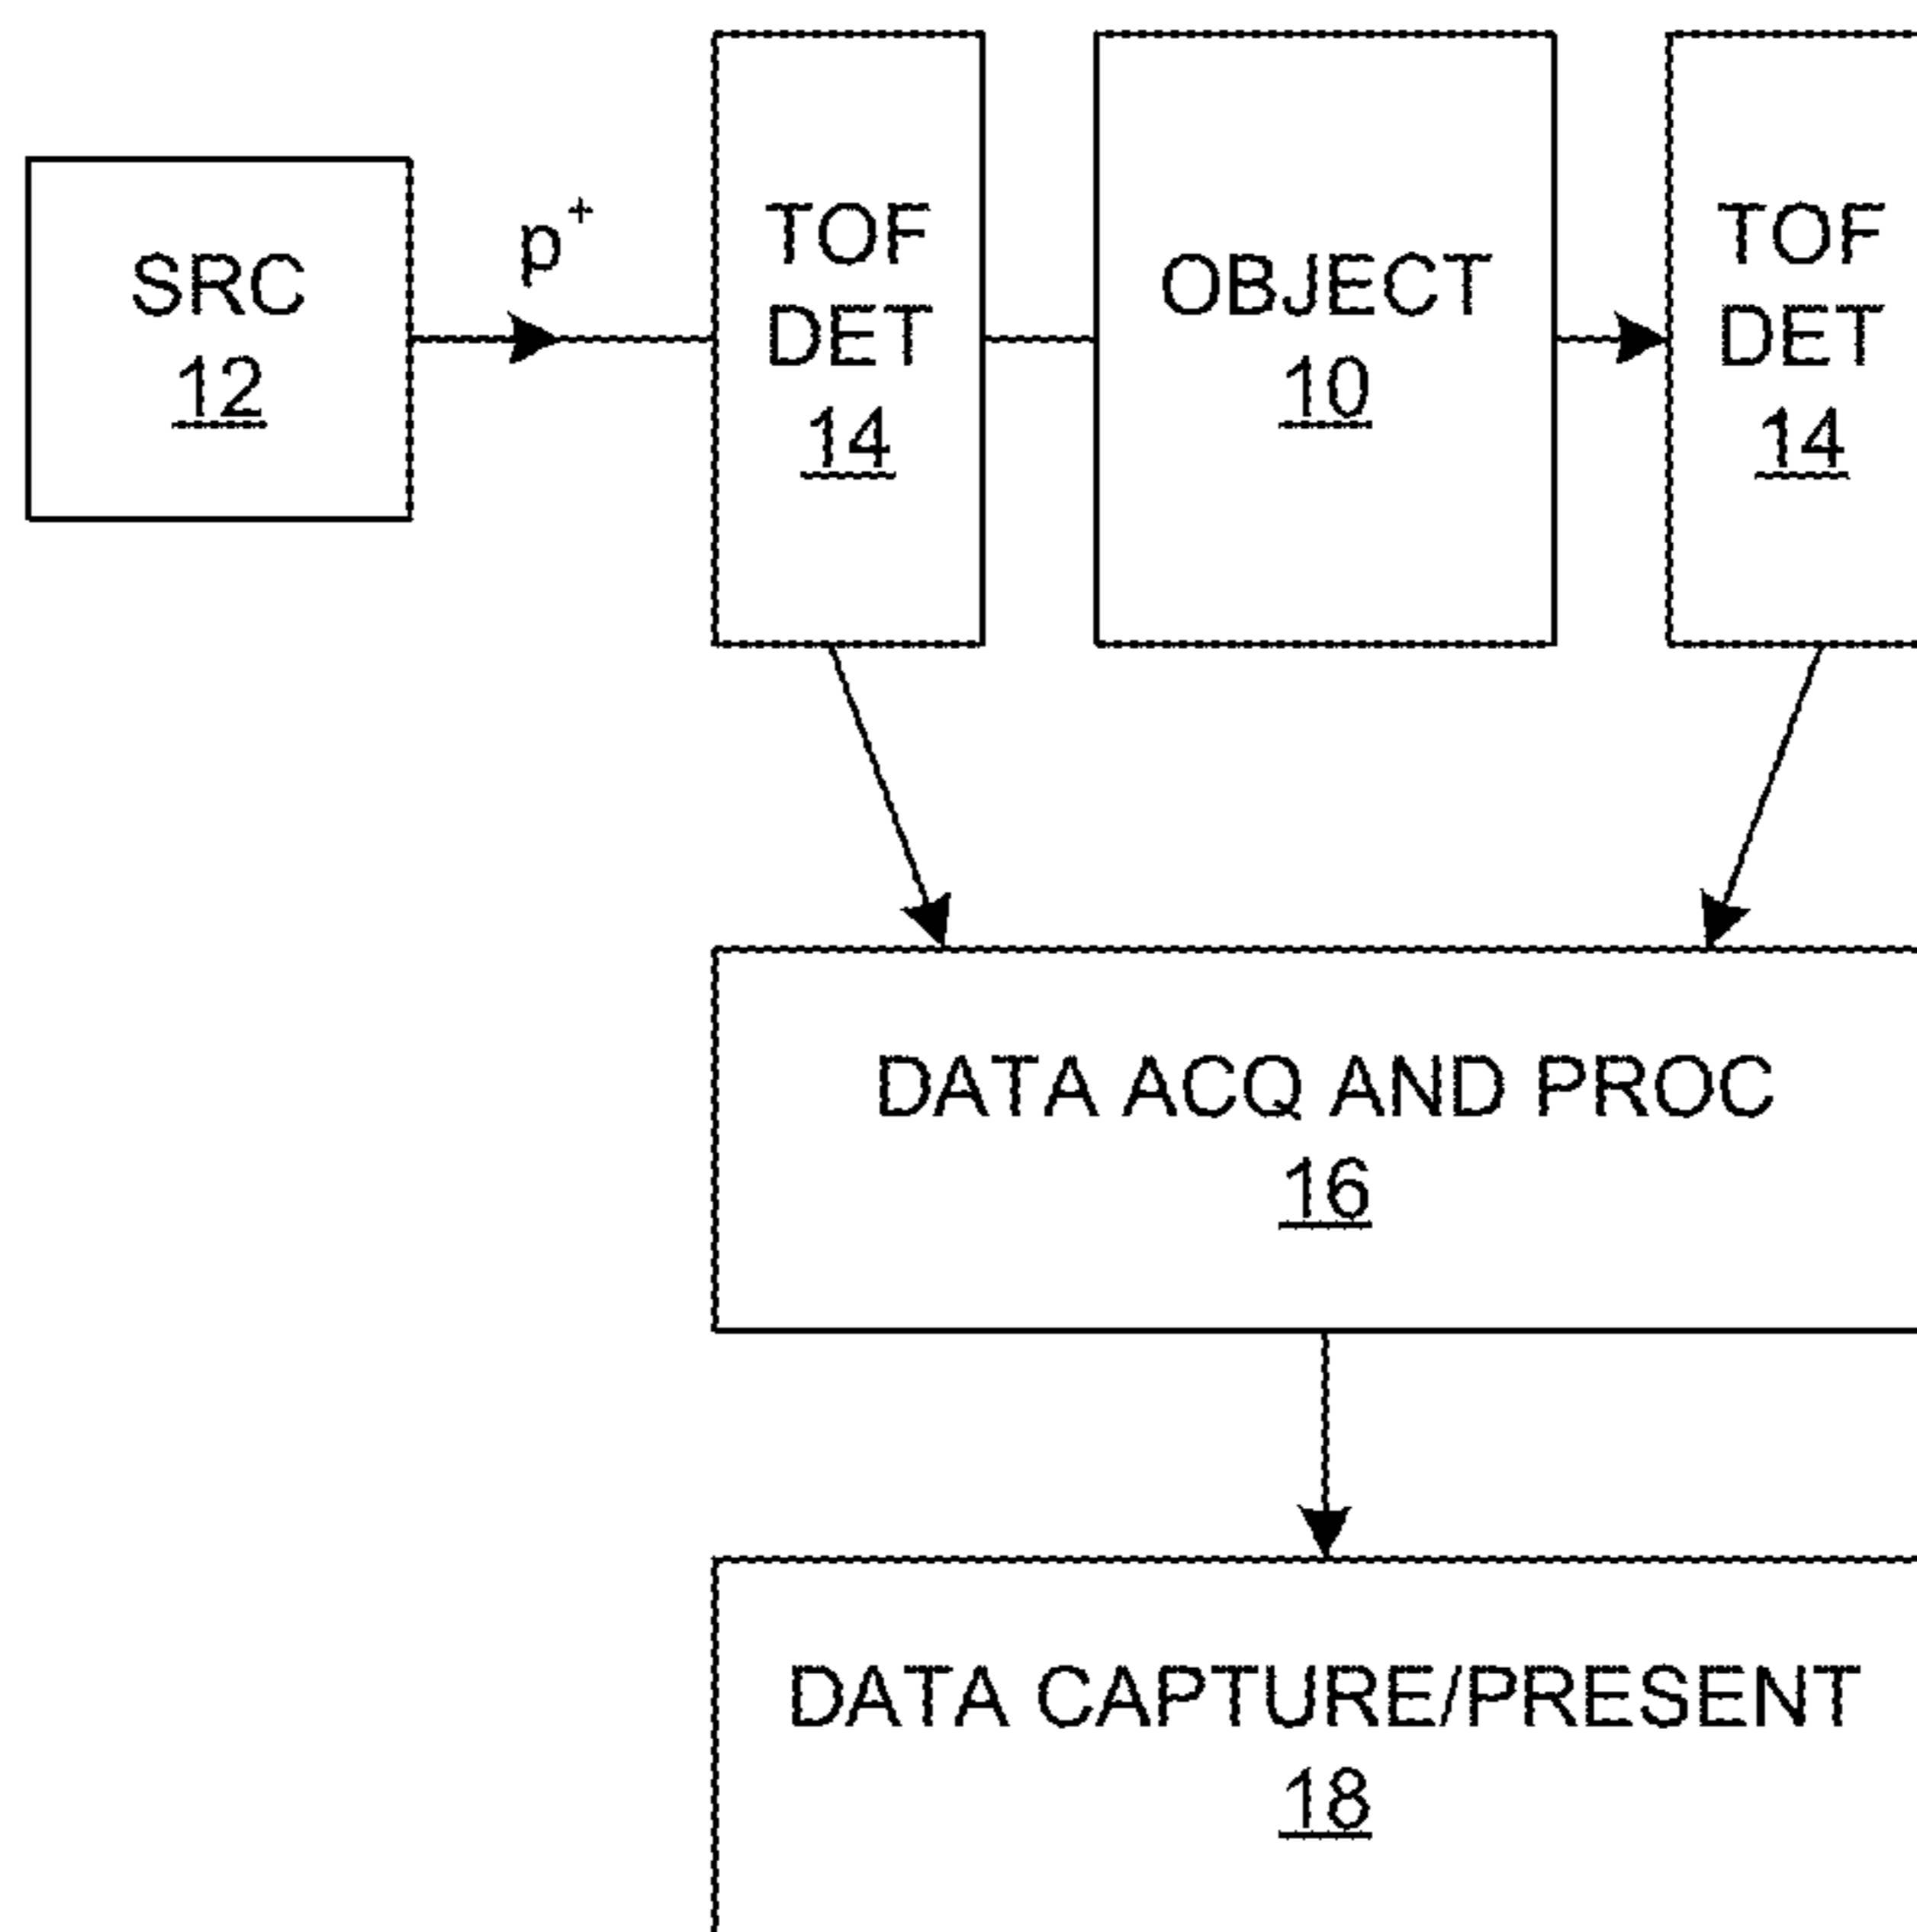 SRC
12
p+
TOF
DET
14
OBJECT
10
TOF
DET
14
DATA ACQ AND PROC
16
DATA CAPTURE/PRESENT
18